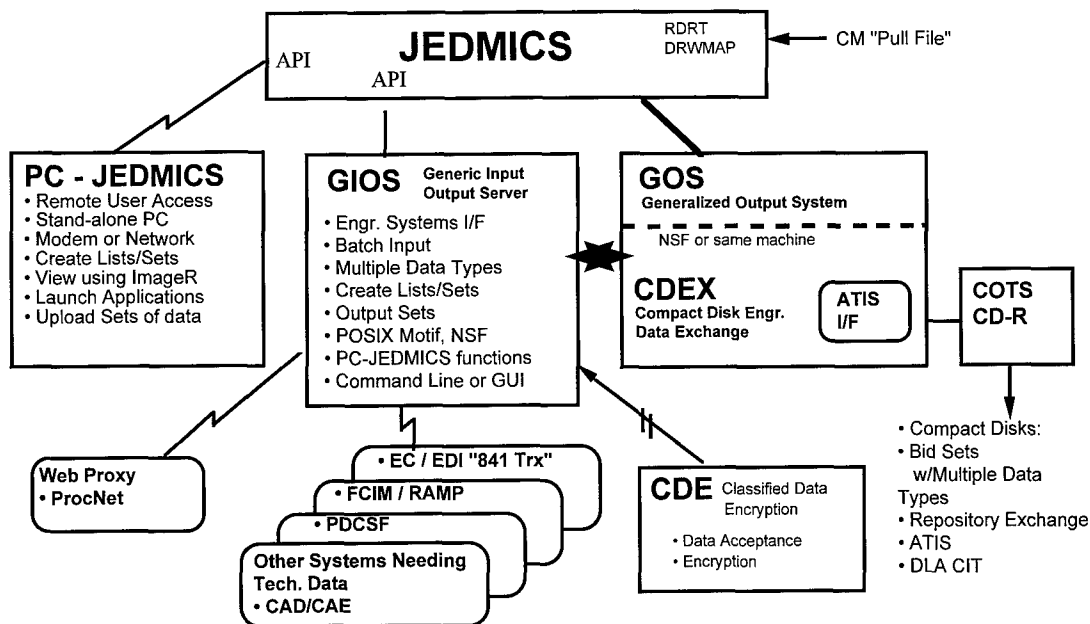 JEDMICS
RDRT
DRWMAP
CM "Pull File"
API
API
PC - JEDMICS
• Remote User Access
• Stand-alone PC
• Modem or Network
• Create Lists/Sets
• View using ImageR
• Launch Applications
• Upload Sets of data
GIOS Generic Input
Output Server
• Engr. Systems I/F
• Batch Input
• Multiple Data Types
• Create Lists/Sets
• Output Sets
• POSIX Motif, NSF
• PC-JEDMICS functions
• Command Line or GUI
GOS
Generalized Output System
NSF or same machine
CDEX
Compact Disk Engr.
Data Exchange
ATIS
I/F
COTS
CD-R
• Compact Disks:
• Bid Sets
w/Multiple Data
Types
• Repository Exchange
• ATIS
• DLA CIT
Web Proxy
• ProcNet
• EC / EDI "841 Trx"
• FCIM / RAMP
• PDCSF
Other Systems Needing
Tech. Data
• CAD/CAE
CDE Classified Data
Encryption
• Data Acceptance
• Encryption